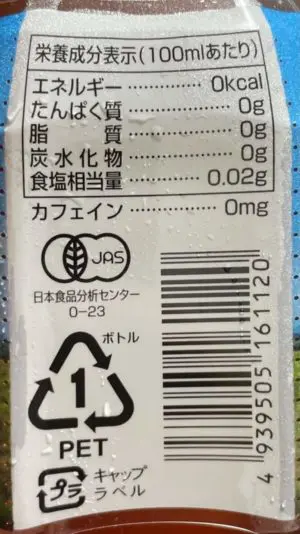 栄養成分表示(100mlあたり)
エネルギー ············ 0kcal
たんぱく質 ················ 0g
脂　　質 ················ 0g
炭水化物 ················ 0g
食塩相当量 ·········· 0.02g
カフェイン ··············· 0mg
JAS
日本食品分析センター
0-23
ボトル
1
PET
プラ
キャップ
ラベル
4 939505 161120